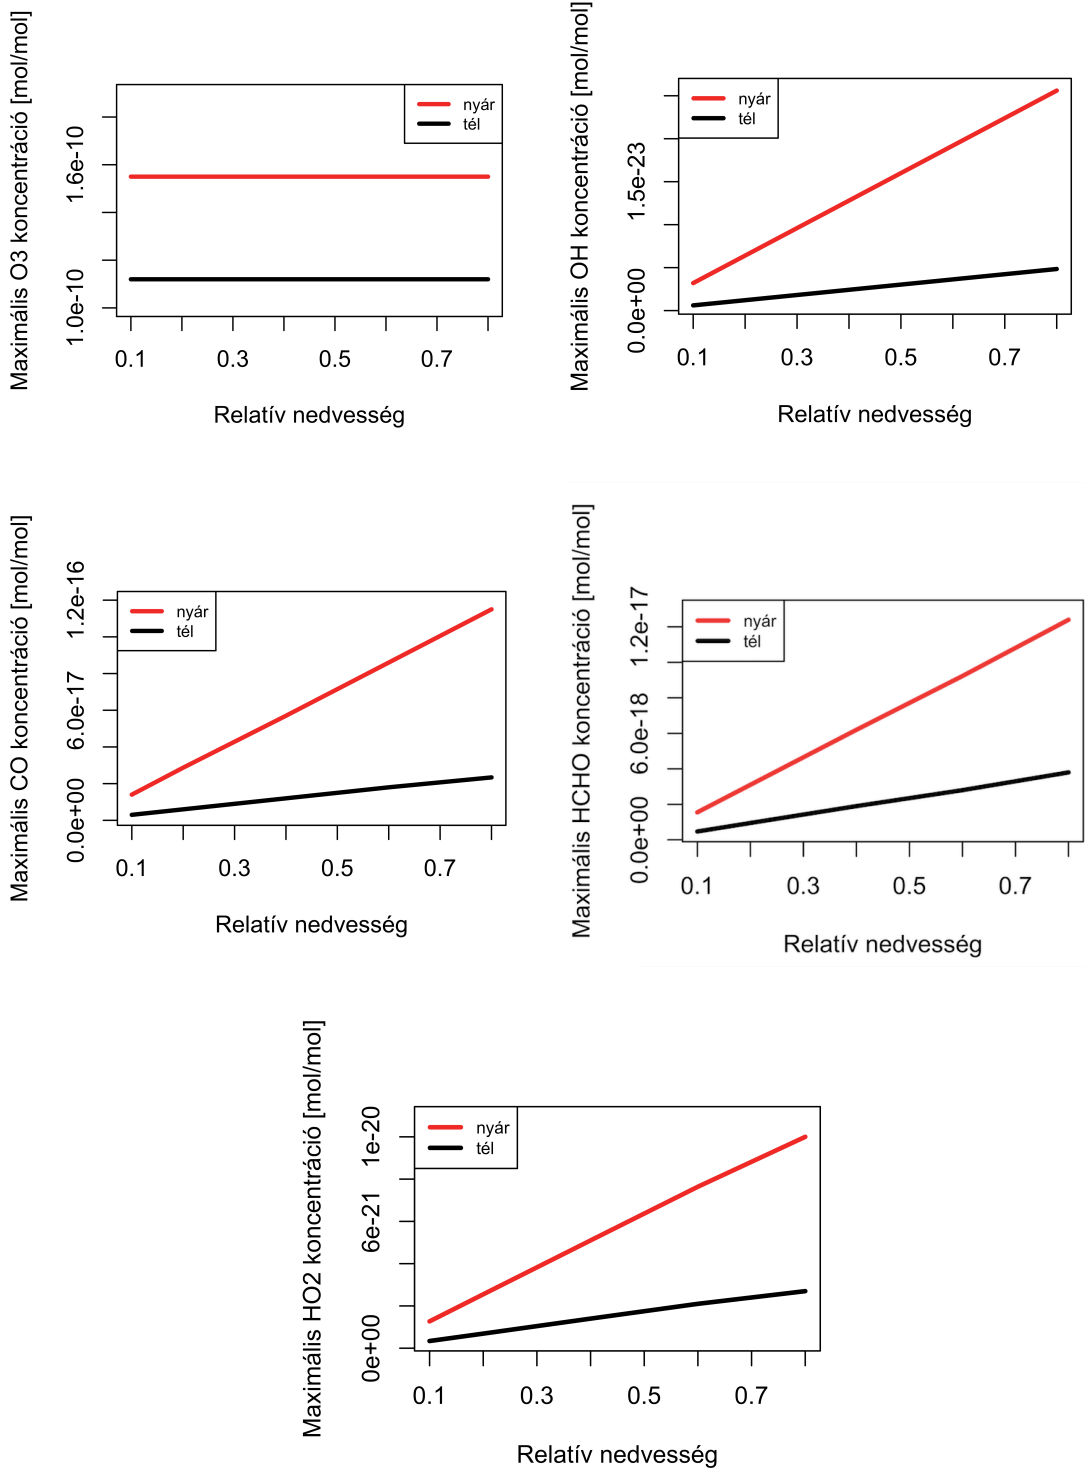 Maximális O3 koncentráció [mol/mol]
1.0e-10
1.6e-10
nyár
tél
0.1 0.3 0.5 0.7
Relatív nedvesség
Maximális OH koncentráció [mol/mol]
0.0e+00
1.5e-23
nyár
tél
0.1 0.3 0.5 0.7
Relatív nedvesség
Maximális CO koncentráció [mol/mol]
0.0e+00
6.0e-17
1.2e-16
nyár
tél
0.1 0.3 0.5 0.7
Relatív nedvesség
Maximális HCHO koncentráció [mol/mol]
0.0e+00
6.0e-18
1.2e-17
nyár
tél
0.1 0.3 0.5 0.7
Relatív nedvesség
Maximális HO2 koncentráció [mol/mol]
0e+00
6e-21
1e-20
nyár
tél
0.1 0.3 0.5 0.7
Relatív nedvesség